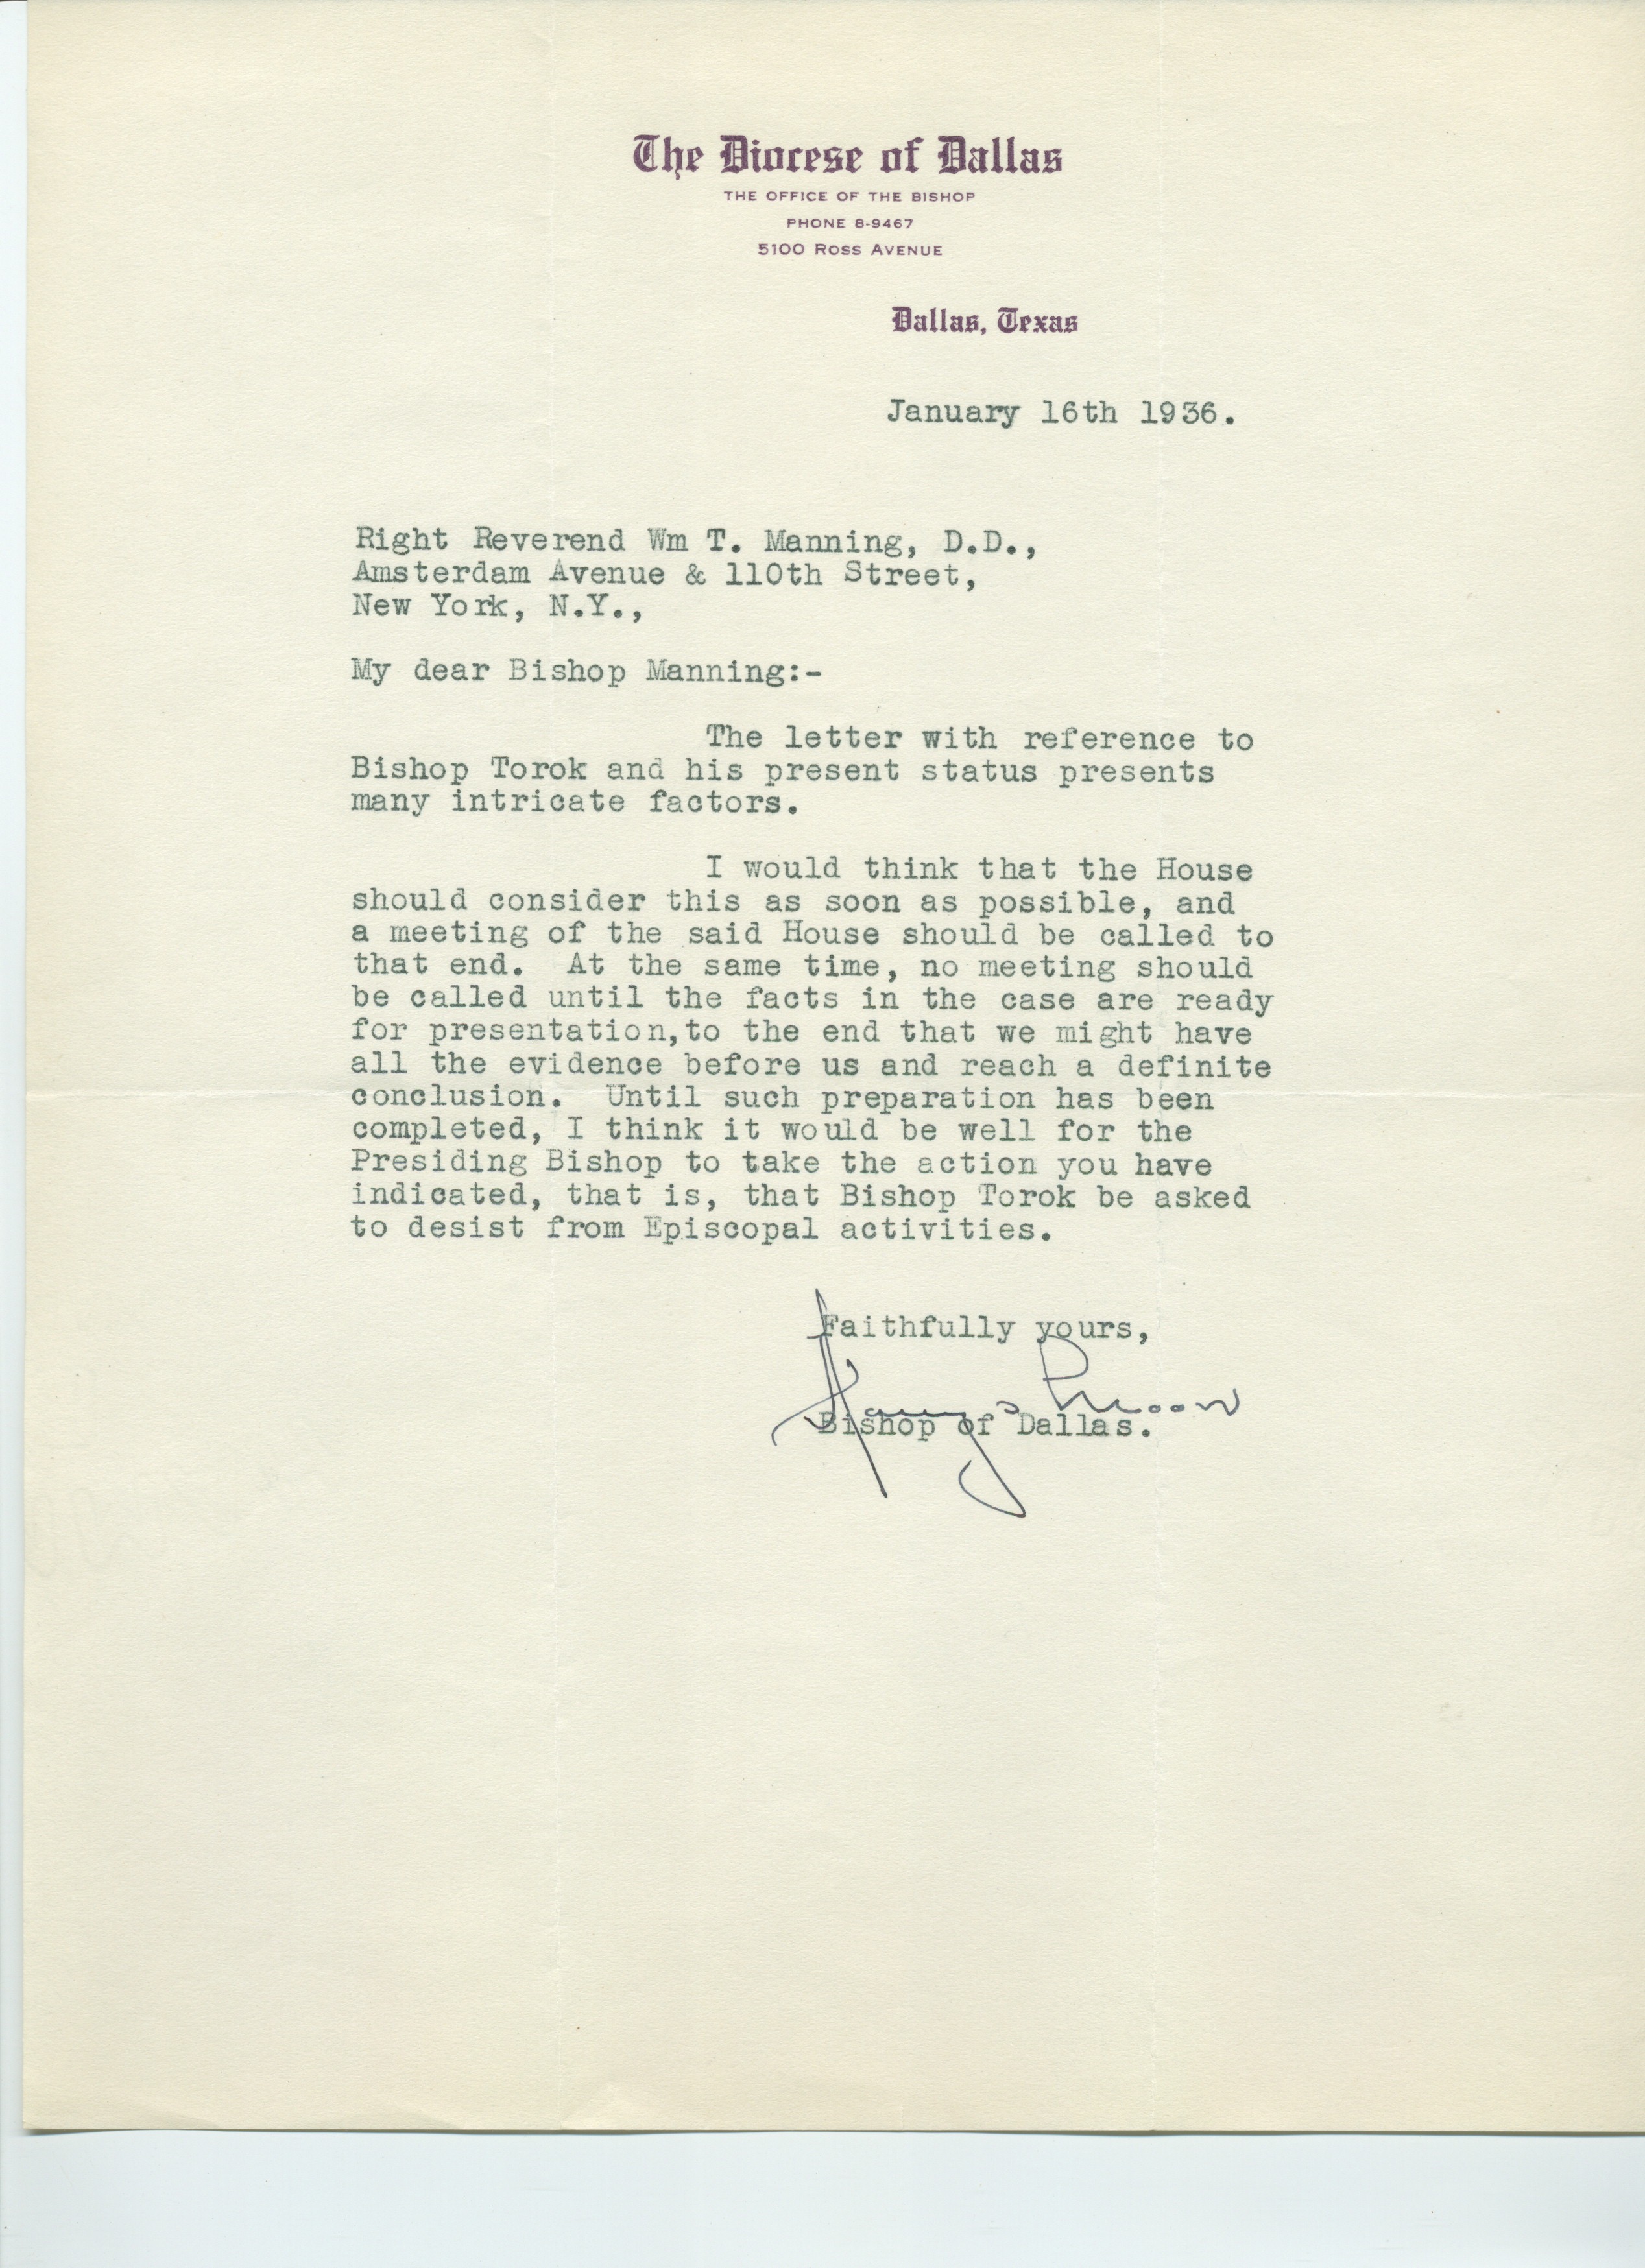 The Diocese of Dallas
THE OFFICE OF THE BISHOP
PHONE 8-9467
5100 ROSS AVENUE
Dallas, Texas
January 16th 1936.
Right Reverend Wm T. Manning, D.D.,
Amsterdam Avenue & 110th Street,
New York, N.Y.,
My dear Bishop Manning:-
The letter with reference to
Bishop Torok and his present status presents
many intricate factors.
I would think that the House
should consider this as soon as possible, and
a meeting of the said House should be called to
that end. At the same time, no meeting should
be called until the facts in the case are ready
for presentation,to the end that we might have
all the evidence before us and reach a definite
conclusion. Until such preparation has been
completed, I think it would be well for the
Presiding Bishop to take the action you have
indicated, that is, that Bishop Torok be asked
to desist from Episcopal activities.
Faithfully yours,
Bishop of Dallas.